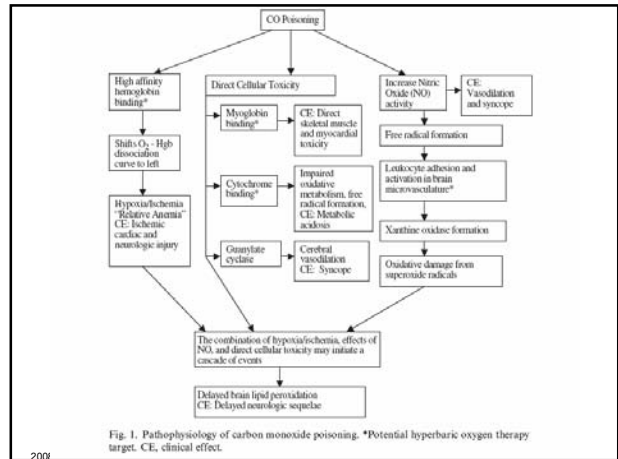 CO Poisoning
High affinity
hemoglobin
binding*
Shifts O₂ - Hgb
dissociation
curve to left
Hypoxia/Ischemia
"Relative Anemia"
CE: Ischemic
cardiac and
neurologic injury
Direct Cellular Toxicity
Myoglobin
binding*
CE: Direct
skeletal muscle
and myocardial
toxicity
Cytochrome
binding*
Impaired
oxidative
metabolism, free
radical formation,
CE: Metabolic
acidosis
Guanylate
cyclase
Cerebral
vasodilation
CE: Syncope
Increase Nitric
Oxide (NO)
activity
CE:
Vasodilation
and syncope
Free radical formation
Leukocyte adhesion and
activation in brain
microvasculature*
Xanthine oxidase formation
Oxidative damage from
superoxide radicals
The combination of hypoxia/ischemia, effects of
NO, and direct cellular toxicity may initiate a
cascade of events
Delayed brain lipid peroxidation
CE: Delayed neurologic sequelae
Fig. 1. Pathophysiology of carbon monoxide poisoning. *Potential hyperbaric oxygen therapy
target. CE, clinical effect.